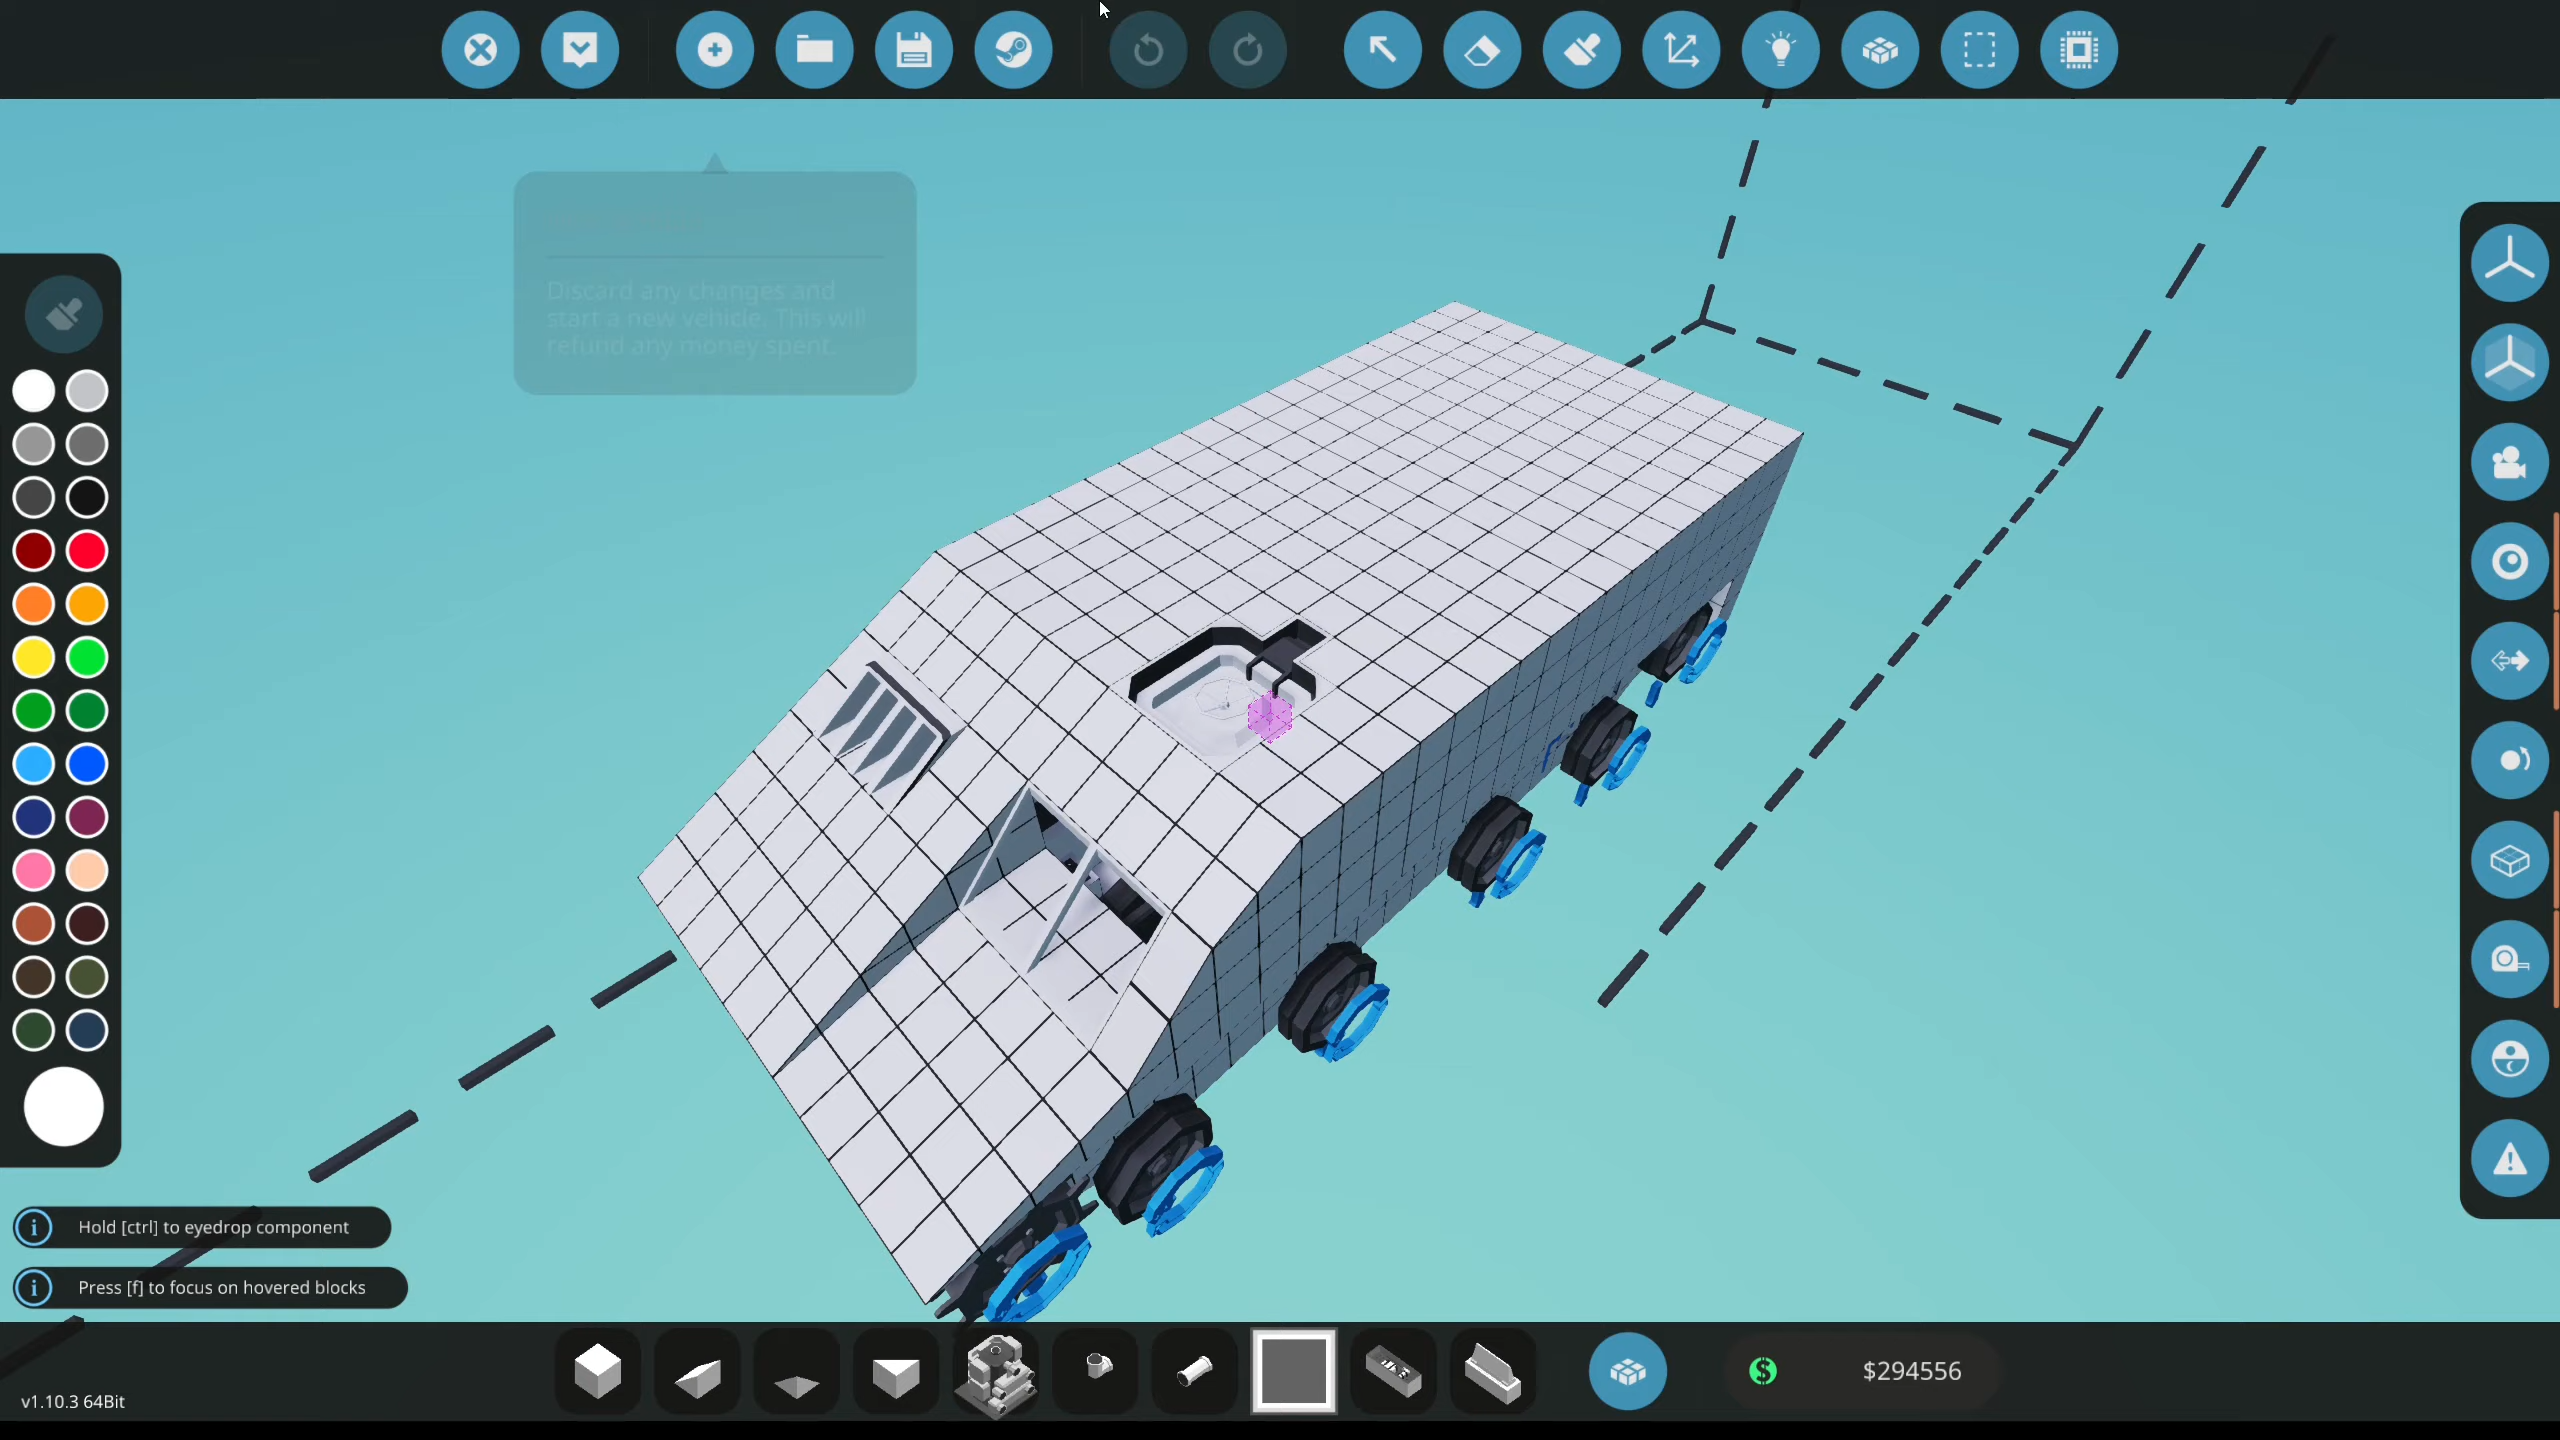 Discard any changes and
start a new vehicle. This will
refund any money spent.
Hold [ctrl] to eyedrop component
Press [f] to focus on hovered blocks
v1.10.3 64Bit
$294556